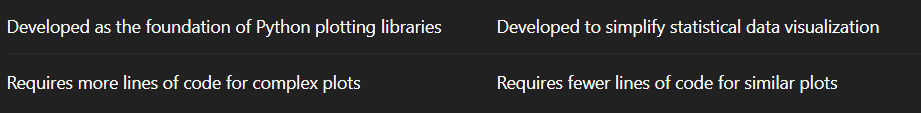 Developed as the foundation of Python plotting libraries
Developed to simplify statistical data visualization
Requires more lines of code for complex plots
Requires fewer lines of code for similar plots